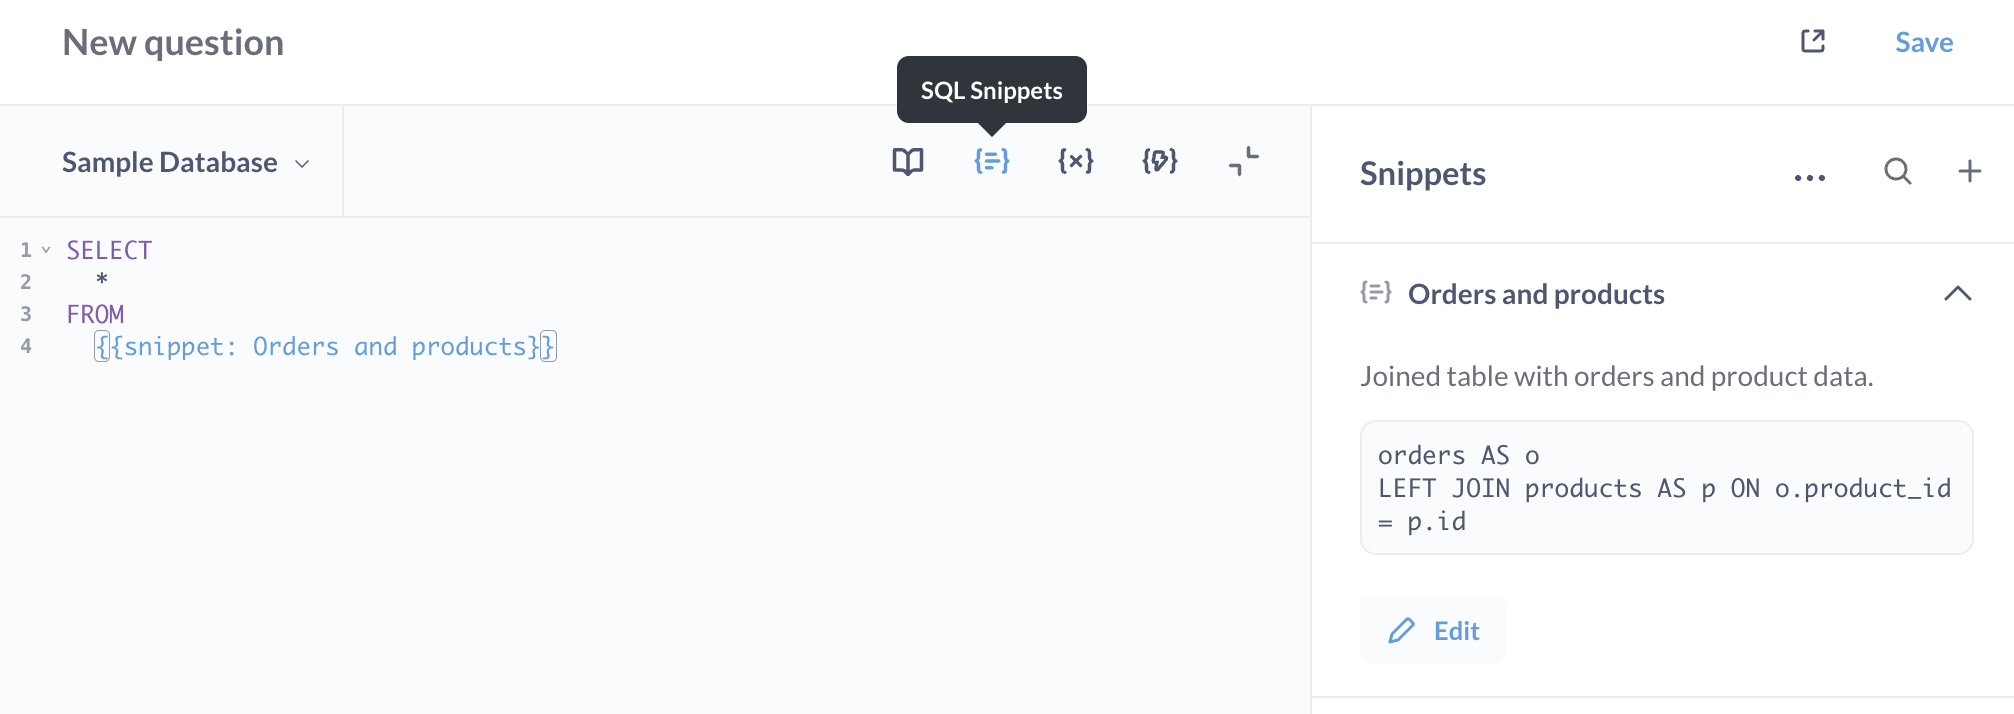 New question
Save
SQL Snippets
Sample Database
Snippets
1 SELECT
2 *
3 FROM
4 {{snippet: Orders and products}}
Orders and products
Joined table with orders and product data.
orders AS o
LEFT JOIN products AS p ON o.product_id
= p.id
Edit